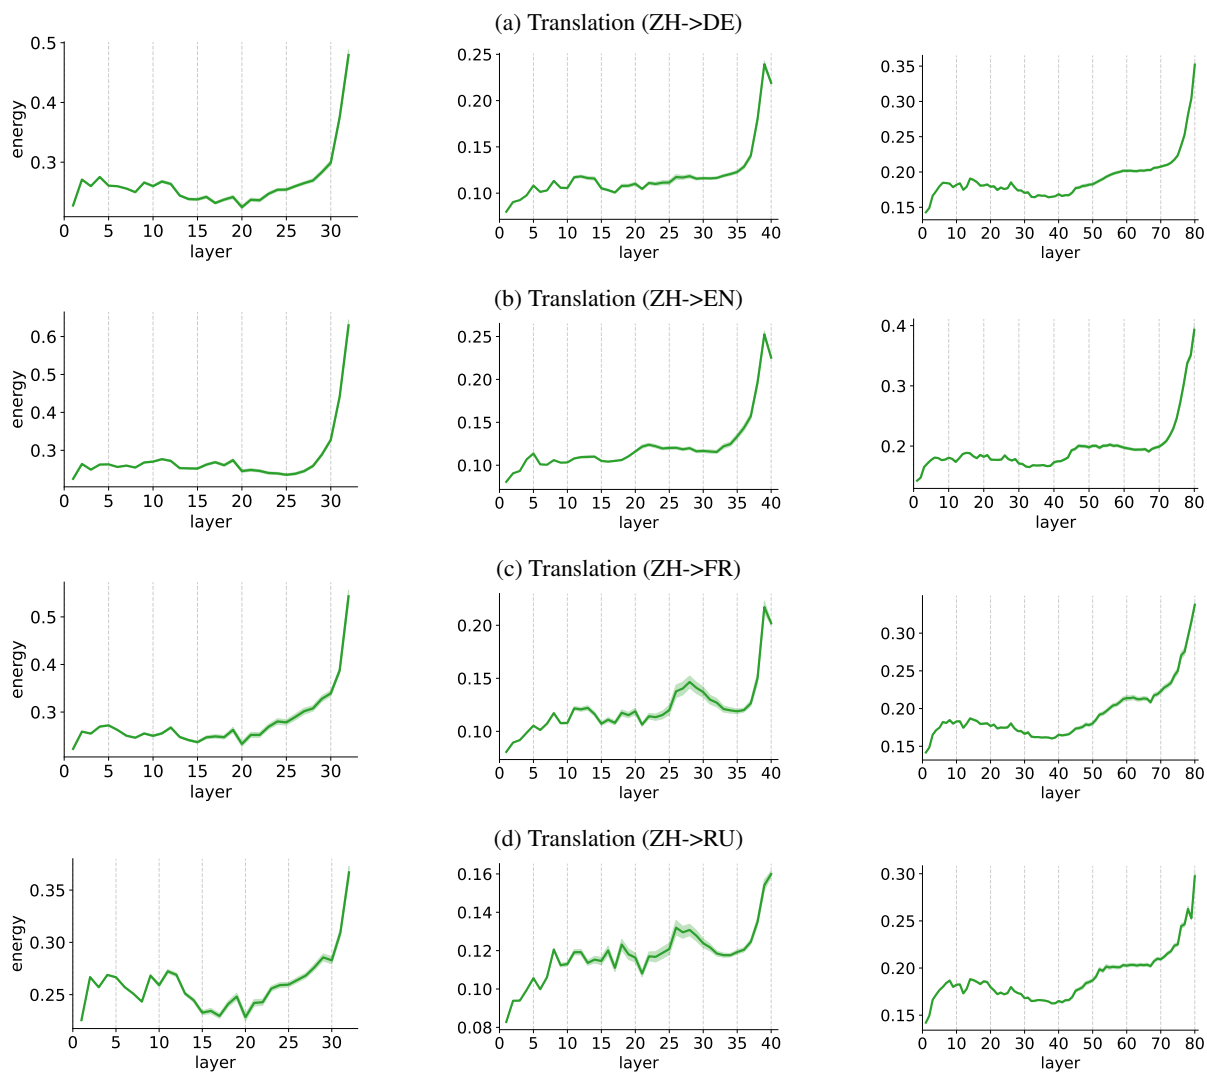 (a) Translation (ZH->DE)
0.5
0.4
0.3
energy
0 5 10 15 20 25 30
layer
0.25
0.20
0.15
0.10
0 5 10 15 20 25 30 35 40
layer
0.35
0.30
0.25
0.20
0.15
0 10 20 30 40 50 60 70 80
layer
(b) Translation (ZH->EN)
0.6
0.5
0.4
0.3
energy
0 5 10 15 20 25 30
layer
0.25
0.20
0.15
0.10
0 5 10 15 20 25 30 35 40
layer
0.4
0.3
0.2
0 10 20 30 40 50 60 70 80
layer
(c) Translation (ZH->FR)
0.5
0.4
0.3
energy
0 5 10 15 20 25 30
layer
0.20
0.15
0.10
0 5 10 15 20 25 30 35 40
layer
0.30
0.25
0.20
0.15
0 10 20 30 40 50 60 70 80
layer
(d) Translation (ZH->RU)
0.35
0.30
0.25
energy
0 5 10 15 20 25 30
layer
0.16
0.14
0.12
0.10
0.08
0 5 10 15 20 25 30 35 40
layer
0.30
0.25
0.20
0.15
0 10 20 30 40 50 60 70 80
layer